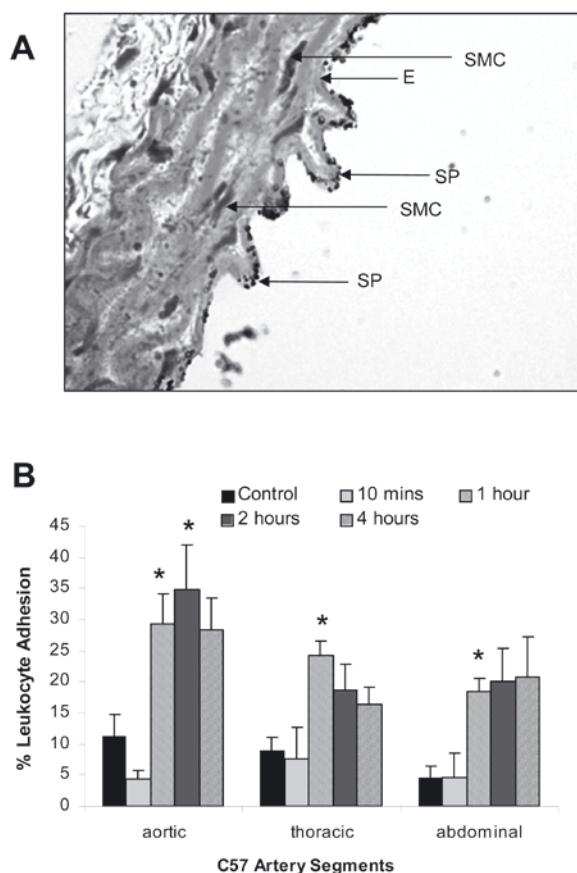 A
SMC
E
SP
SMC
SP
B
Control 10 mins 1 hour
2 hours 4 hours
% Leukocyte Adhesion
45
40
35
30
25
20
15
10
5
0
* *
*
*
aortic thoracic abdominal
C57 Artery Segments